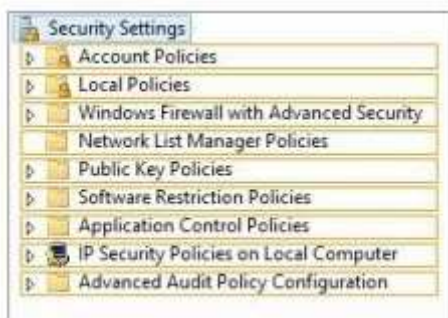 Security Settings
Account Policies
Local Policies
Windows Firewall with Advanced Security
Network List Manager Policies
Public Key Policies
Software Restriction Policies
Application Control Policies
IP Security Policies on Local Computer
Advanced Audit Policy Configuration